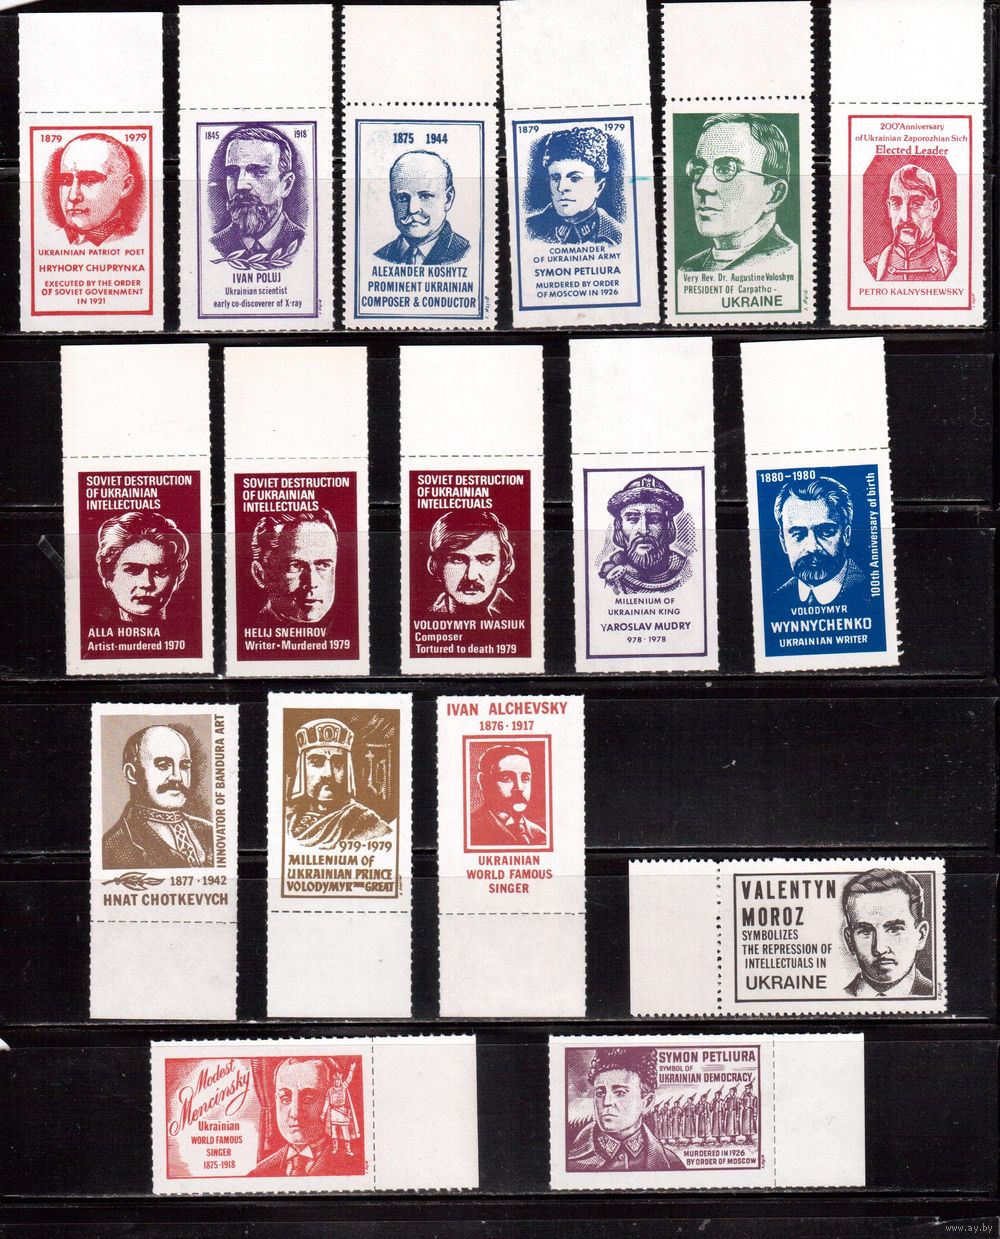 1879 1979
UKRAINIAN PATRIOT POET
HRYHORY CHUPRYNKA
EXECUTED BY THE ORDER
OF SOVIET GOVERNMENT
IN 1921
1845 1918
IVAN POLUJ
Ukrainian scientist
early co-discoverer of X-ray
1875 1944
ALEXANDER KOSHYTZ
PROMINENT UKRAINIAN
COMPOSER & CONDUCTOR
1879 1979
COMMANDER
OF UKRAINIAN ARMY
SYMON PETLIURA
MURDERED BY ORDER
OF MOSCOW IN 1926
Very Rev. Dr. Augustine Voloshyn
PRESIDENT OF Carpatho-
UKRAINE
200th Anniversary
of Ukrainian Zaporozhian Sich
Elected Leader
PETRO KALNYSHEWSKY
SOVIET DESTRUCTION
OF UKRAINIAN
INTELLECTUALS
ALLA HORSKA
Artist-murdered 1970
SOVIET DESTRUCTION
OF UKRAINIAN
INTELLECTUALS
HELIJ SNEHIROV
Writer-Murdered 1979
SOVIET DESTRUCTION
OF UKRAINIAN
INTELLECTUALS
VOLODYMYR IWASIUK
Composer
Tortured to death 1979
MILLENIUM OF
UKRAINIAN KING
YAROSLAV MUDRY
978-1978
1880-1980
100th Anniversary of birth
VOLODYMYR
WYNNYCHENKO
UKRAINIAN WRITER
INNOVATOR OF BANDURA ART
1877-1942
HNAT CHOTKEVYCH
979-1979
MILLENIUM OF
UKRAINIAN PRINCE
VOLODYMYR THE GREAT
IVAN ALCHEVSKY
1876-1917
UKRAINIAN
WORLD FAMOUS
SINGER
VALENTYN
MOROZ
SYMBOLIZES
THE REPRESSION OF
INTELLECTUALS IN
UKRAINE
Modest
Mencinsky
Ukrainian
WORLD FAMOUS
SINGER
1875-1918
SYMON PETLIURA
SYMBOL OF
UKRAINIAN DEMOCRACY
MURDERED IN 1926
BY ORDER OF MOSCOW
www.ay.by